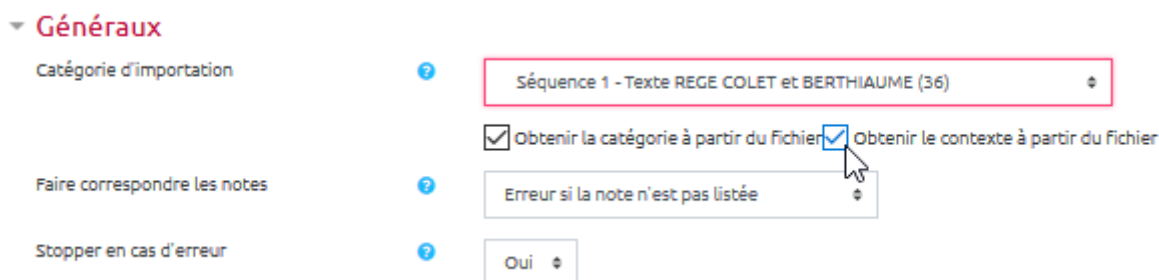 Généraux
Catégorie d'importation
Séquence 1 - Texte REGE COLET et BERTHIAUME (36)
Obtenir la catégorie à partir du fichier Obtenir le contexte à partir du fichier
Faire correspondre les notes
Erreur si la note n'est pas listée
Stopper en cas d'erreur
Oui